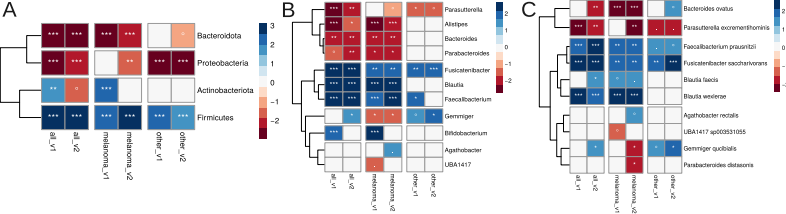 A
*** *** *** *** *
Bacteroidota
*** *** ** *** ***
Proteobacteria
** ° ***
Actinobacteriota
*** *** *** *** *** ***
Firmicutes
all_v1
all_v2
melanoma_v1
melanoma_v2
other_v1
other_v2
3
2
1
0
−1
−2
B
Parasutterella
Alistipes
Bacteroides
Parabacteroides
Fusicatenibacter
Blautia
Faecalibacterium
Gemmiger
Bifidobacterium
Agathobacter
UBA1417
all_v1
all_v2
melanoma_v1
melanoma_v2
other_v1
other_v2
2
1
0
−1
−2
C
Bacteroides ovatus
Parasutterella excrementihominis
Faecalibacterium prausnitzii
Fusicatenibacter saccharivorans
Blautia faecis
Blautia wexlerae
Agathobacter rectalis
UBA1417 sp003531055
Gemmiger qucibialis
Parabacteroides distasonis
all_v1
all_v2
melanoma_v1
melanoma_v2
other_v1
other_v2
2
1
0
−1
−2